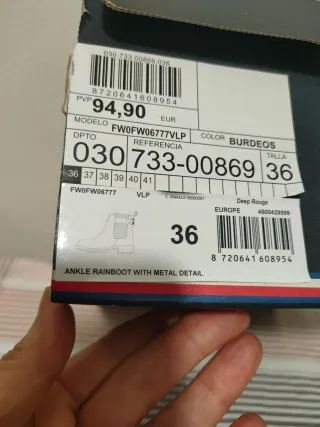 030 733 00869 036
8720641608954
PVP 94,90 EUR
MODELO FW0FW06777VLP COLOR BURDEOS
DPTO REFERENCIA TALLA
030 733-00869 36
36 37 38 39 40 41
FW0FW06777 VLP Deep Rouge
EUROPE
36
8 720641 608954
ANKLE RAINBOOT WITH METAL DETAIL